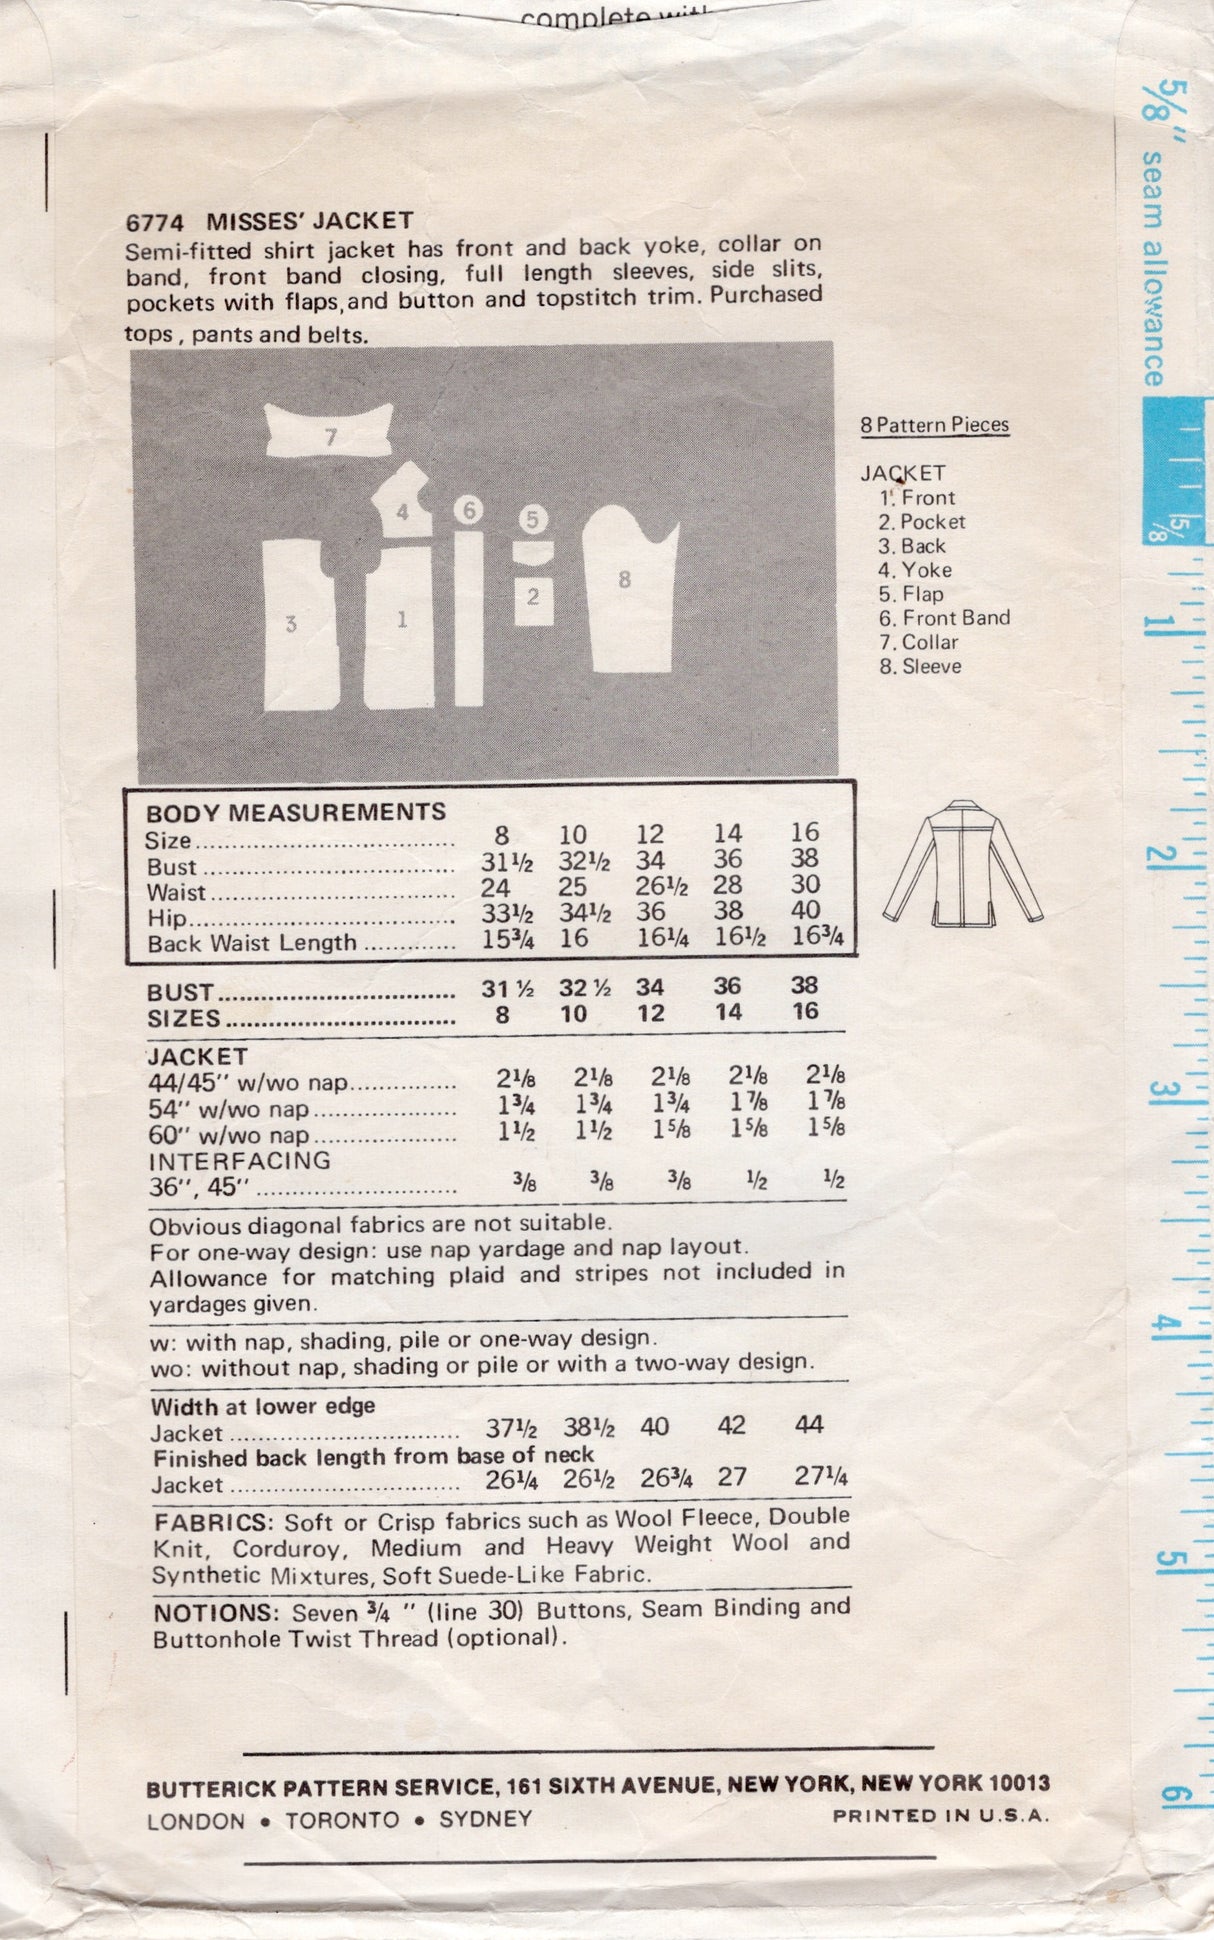 complete with
5/8" seam allowance
6774 MISSES' JACKET
Semi-fitted shirt jacket has front and back yoke, collar on
band, front band closing, full length sleeves, side slits,
pockets with flaps, and button and topstitch trim. Purchased
tops, pants and belts.
7
4
6
5
3
1
2
8
8 Pattern Pieces
JACKET
1. Front
2. Pocket
3. Back
4. Yoke
5. Flap
6. Front Band
7. Collar
8. Sleeve
BODY MEASUREMENTS
Size.................................. 8 10 12 14 16
Bust.................................. 31½ 32½ 34 36 38
Waist................................. 24 25 26½ 28 30
Hip................................... 33½ 34½ 36 38 40
Back Waist Length ............ 15¾ 16 16¼ 16½ 16¾
BUST.................................. 31 ½ 32 ½ 34 36 38
SIZES................................. 8 10 12 14 16
JACKET
44/45" w/wo nap............... 2⅛ 2⅛ 2⅛ 2⅛ 2⅛
54" w/wo nap.................... 1¾ 1¾ 1¾ 1⅞ 1⅞
60" w/wo nap.................... 1½ 1½ 1⅝ 1⅝ 1⅝
INTERFACING
36", 45"............................. ⅜ ⅜ ⅜ ½ ½
Obvious diagonal fabrics are not suitable.
For one-way design: use nap yardage and nap layout.
Allowance for matching plaid and stripes not included in
yardages given.
w: with nap, shading, pile or one-way design.
wo: without nap, shading or pile or with a two-way design.
Width at lower edge
Jacket................................. 37½ 38½ 40 42 44
Finished back length from base of neck
Jacket................................. 26¼ 26½ 26¾ 27 27¼
FABRICS: Soft or Crisp fabrics such as Wool Fleece, Double
Knit, Corduroy, Medium and Heavy Weight Wool and
Synthetic Mixtures, Soft Suede-Like Fabric.
NOTIONS: Seven ¾ " (line 30) Buttons, Seam Binding and
Buttonhole Twist Thread (optional).
BUTTERICK PATTERN SERVICE, 161 SIXTH AVENUE, NEW YORK, NEW YORK 10013
LONDON • TORONTO • SYDNEY PRINTED IN U.S.A.
5/8
5/8
1
2
3
4
5
6